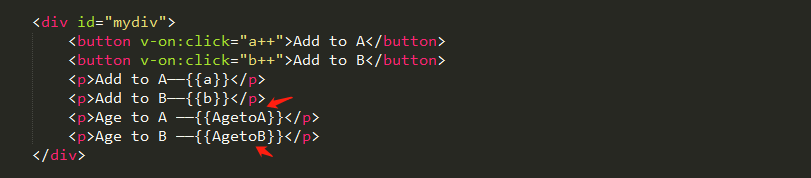 <div id="mydiv">
<button v-on:click="a++">Add to A</button>
<button v-on:click="b++">Add to B</button>
<p>Add to A——{{a}}</p>
<p>Add to B——{{b}}</p>
<p>Age to A ——{{AgetoA}}</p>
<p>Age to B ——{{AgetoB}}</p>
</div>